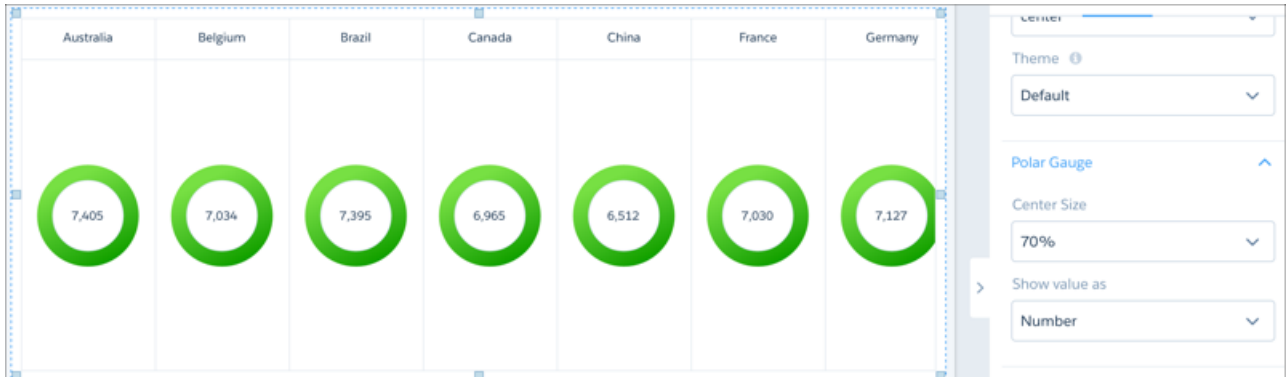 Australia Belgium Brazil Canada China France Germany
7,405 7,034 7,395 6,965 6,512 7,030 7,127
center
Theme
Default
Polar Gauge
Center Size
70%
Show value as
Number